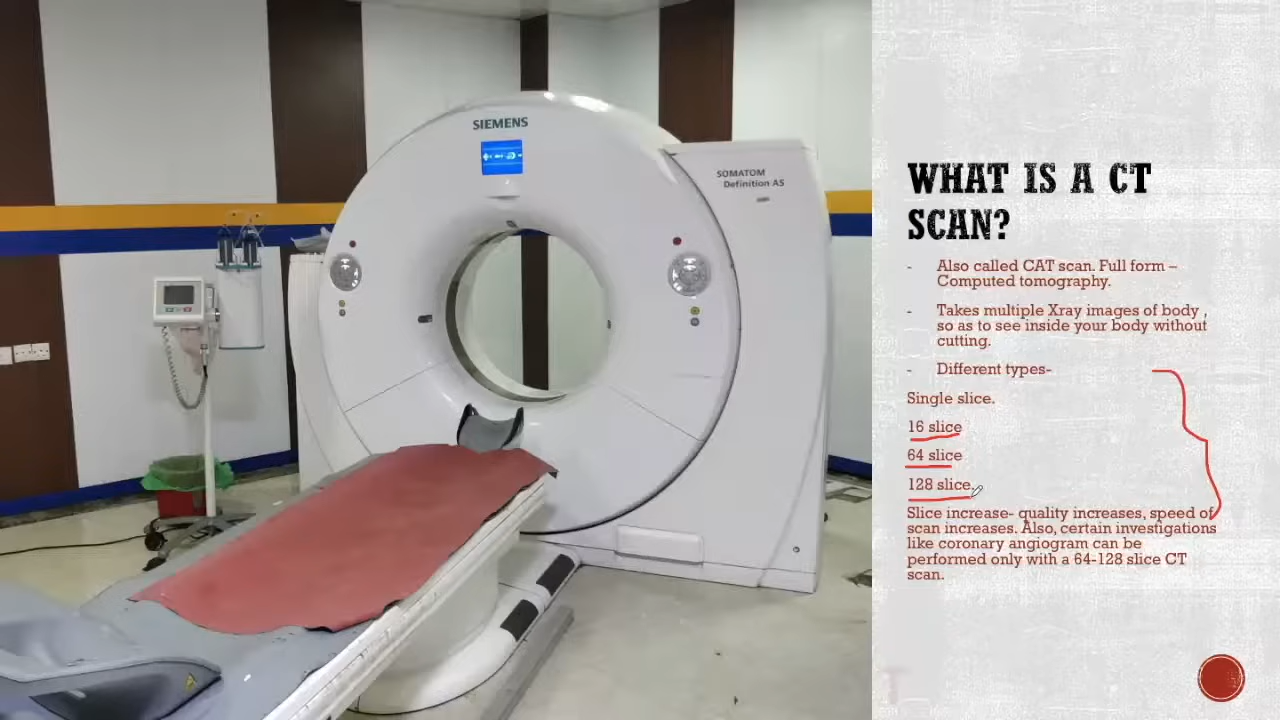 SIEMENS
SOMATOM
Definition AS
WHAT IS A CT
SCAN?
- Also called CAT scan. Full form –
Computed tomography.
- Takes multiple Xray images of body ,
so as to see inside your body without
cutting.
- Different types-
Single slice.
16 slice
64 slice
128 slice.
Slice increase- quality increases, speed of
scan increases. Also, certain investigations
like coronary angiogram can be
performed only with a 64-128 slice CT
scan.